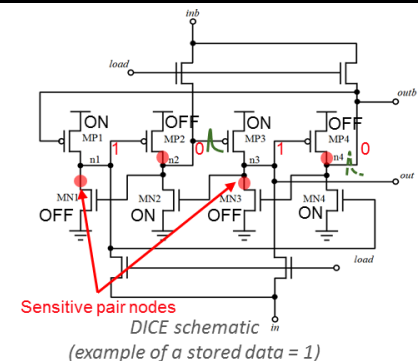 inb
load
outb
ON
OFF
ON
OFF
MP1
MP2
MP3
MP4
n1
1
n2
0
n3
1
n4
0
out
MN1
MN2
MN3
MN4
OFF
ON
OFF
ON
load
Sensitive pair nodes
in
DICE schematic
(example of a stored data = 1)